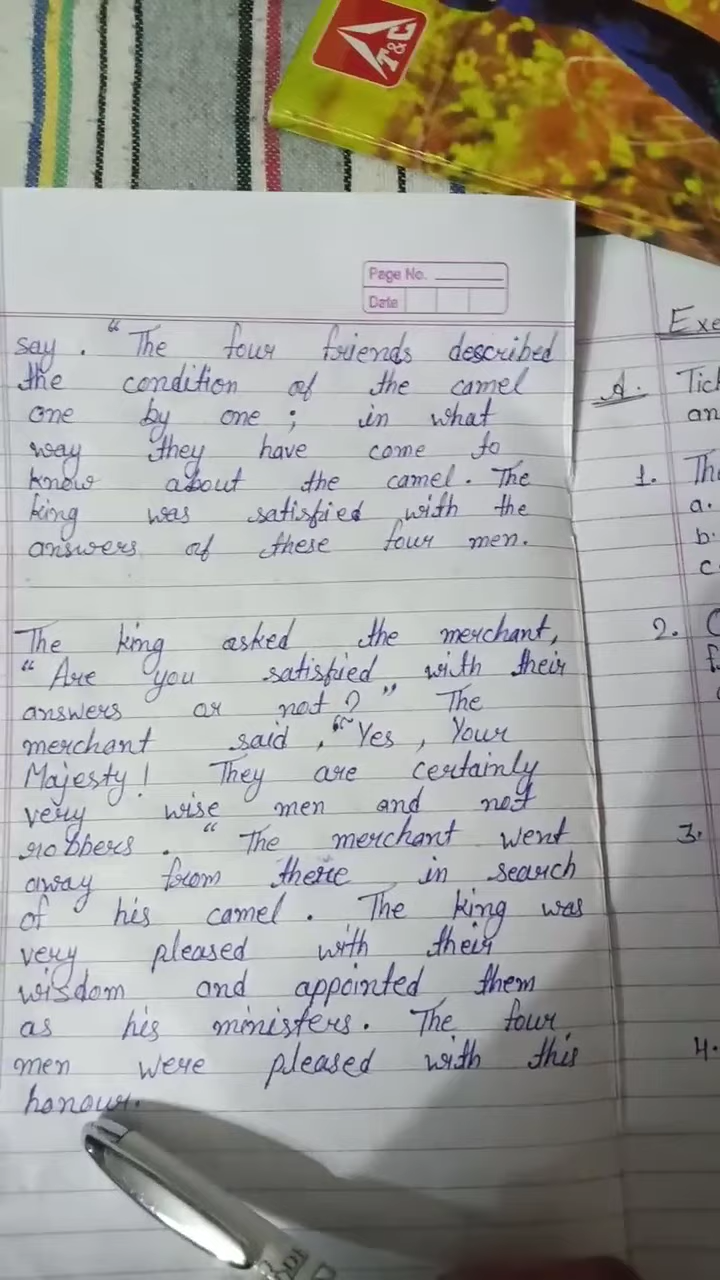 T&C
Page No.
Date
say . " The four friends described
the condition of the camel
one by one ; in what
way they have come to
know about the camel. The
king was satisfied with the
answers of these four men.
The king asked the merchant,
" Are you satisfied with their
answers or not ? " The
merchant said , " Yes , Your
Majesty ! They are certainly
very wise men and not
robbers . " The merchant went
away from there in search
of his camel . The king was
very pleased with their
wisdom and appointed them
as his ministers. The four
men were pleased with this
honour.
A.
1.
a.
b.
c
2.
3.
4.